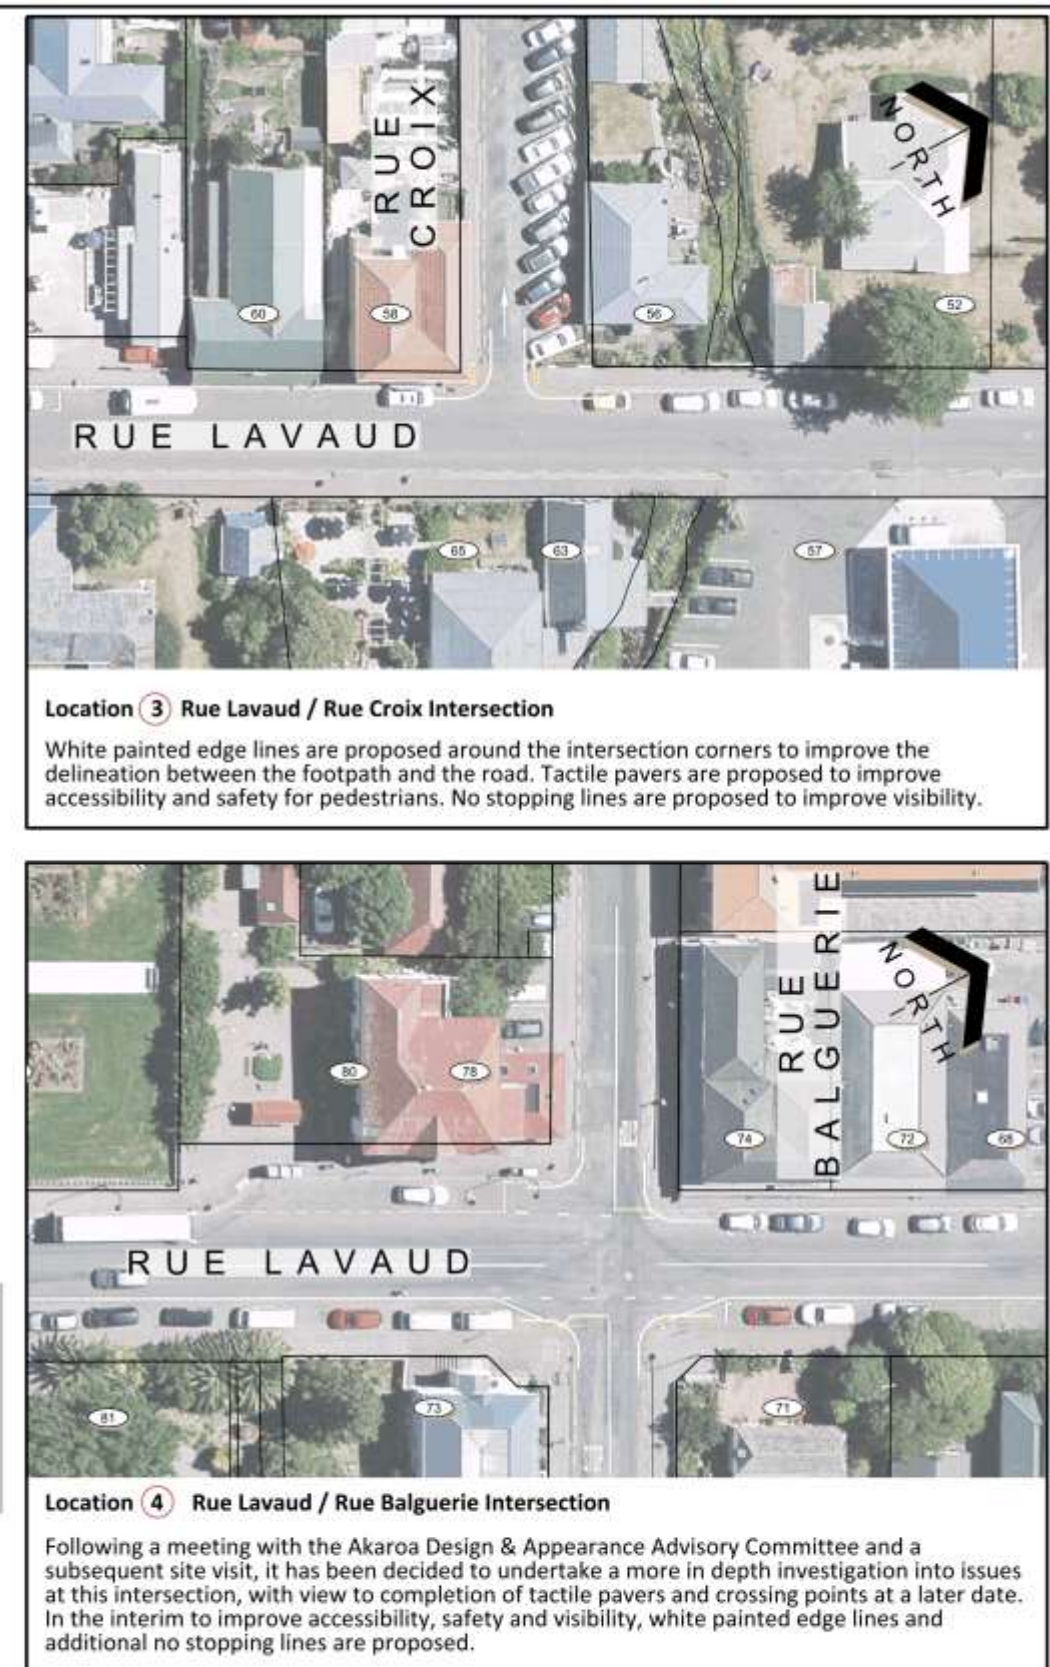 RUE
CROIX
NORTH
60
58
56
52
RUE LAVAUD
65
63
57
Location 3 Rue Lavaud / Rue Croix Intersection
White painted edge lines are proposed around the intersection corners to improve the
delineation between the footpath and the road. Tactile pavers are proposed to improve
accessibility and safety for pedestrians. No stopping lines are proposed to improve visibility.
RUE
BALGUERIE
NORTH
80
78
74
72
68
RUE LAVAUD
81
73
71
Location 4 Rue Lavaud / Rue Balguerie Intersection
Following a meeting with the Akaroa Design & Appearance Advisory Committee and a
subsequent site visit, it has been decided to undertake a more in depth investigation into issues
at this intersection, with view to completion of tactile pavers and crossing points at a later date.
In the interim to improve accessibility, safety and visibility, white painted edge lines and
additional no stopping lines are proposed.